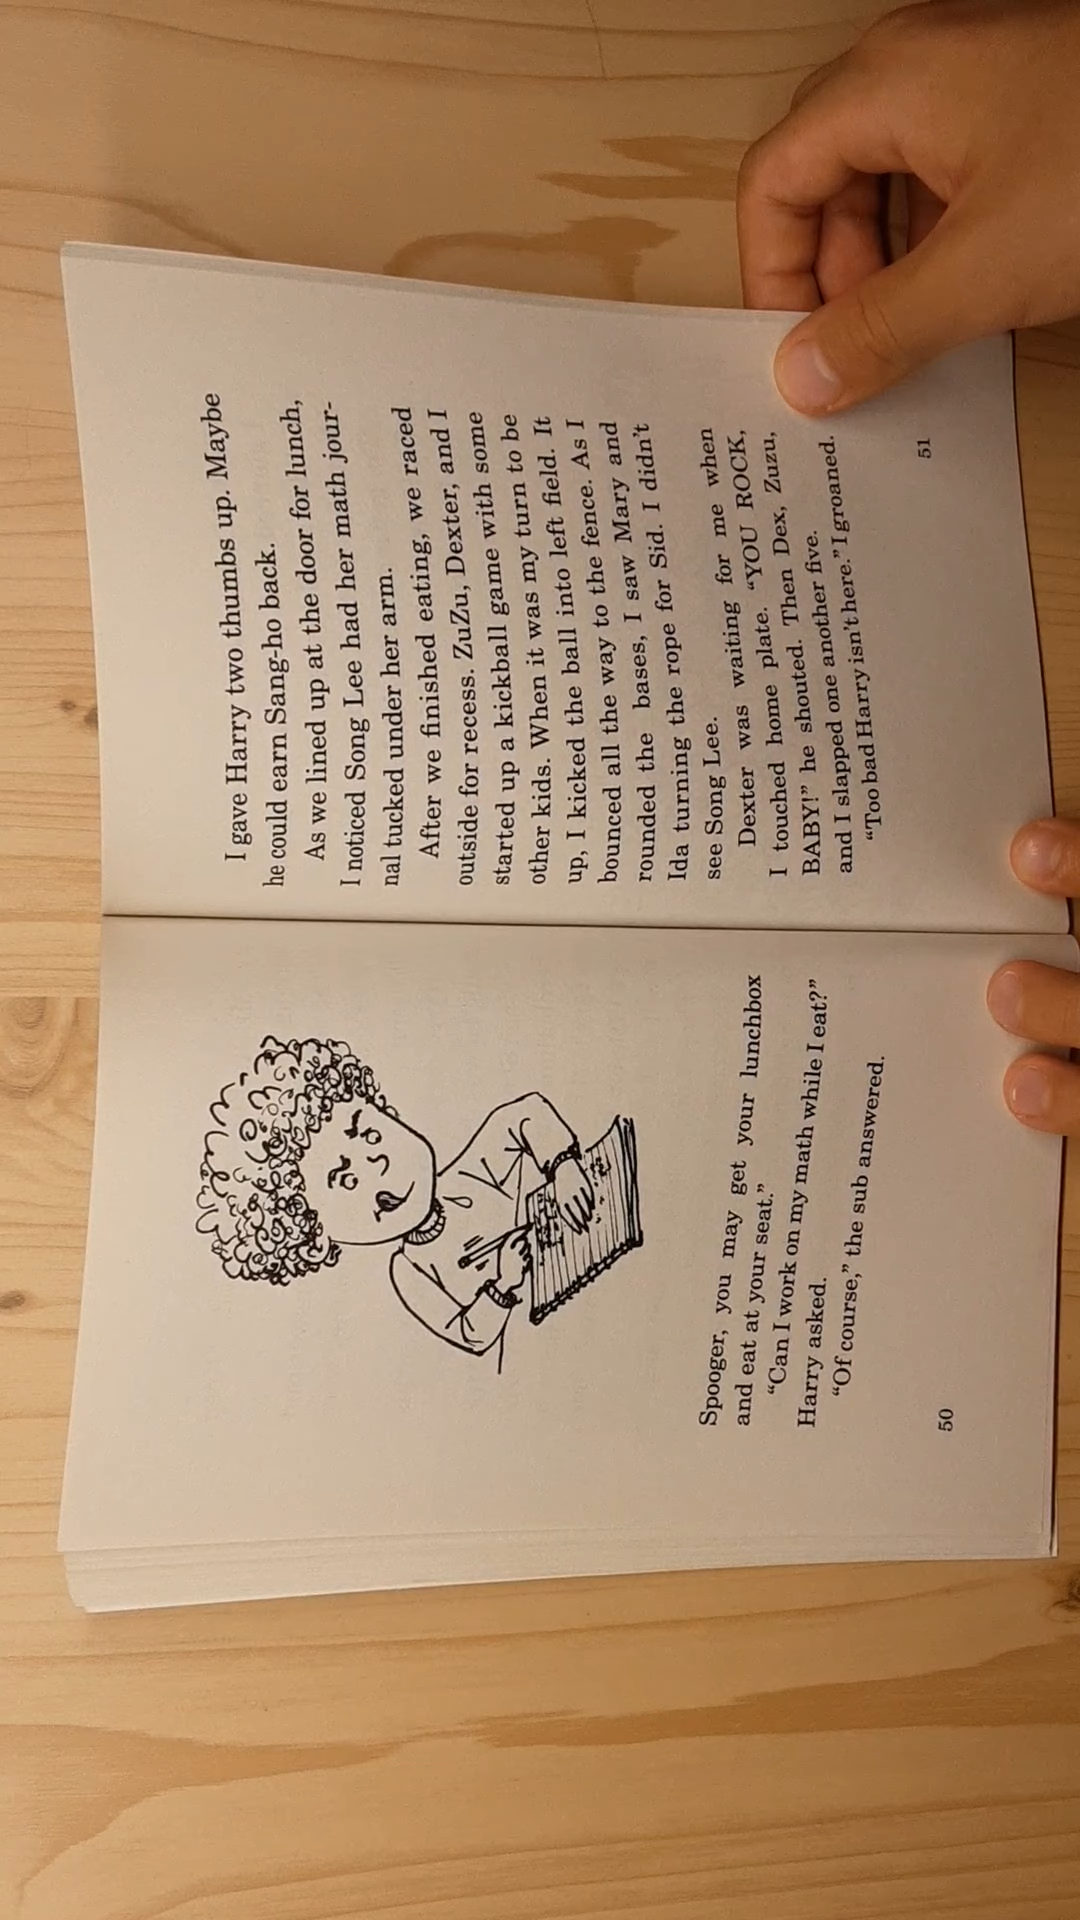 Spooger, you may get your lunchbox
and eat at your seat.”
“Can I work on my math while I eat?”
Harry asked.
“Of course,” the sub answered.
50
I gave Harry two thumbs up. Maybe
he could earn Sang-ho back.
As we lined up at the door for lunch,
I noticed Song Lee had her math jour-
nal tucked under her arm.
After we finished eating, we raced
outside for recess. ZuZu, Dexter, and I
started up a kickball game with some
other kids. When it was my turn to be
up, I kicked the ball into left field. It
bounced all the way to the fence. As I
rounded the bases, I saw Mary and
Ida turning the rope for Sid. I didn’t
see Song Lee.
Dexter was waiting for me when
I touched home plate. “YOU ROCK,
BABY!” he shouted. Then Dex, Zuzu,
and I slapped one another five.
“Too bad Harry isn’t here.” I groaned.
51